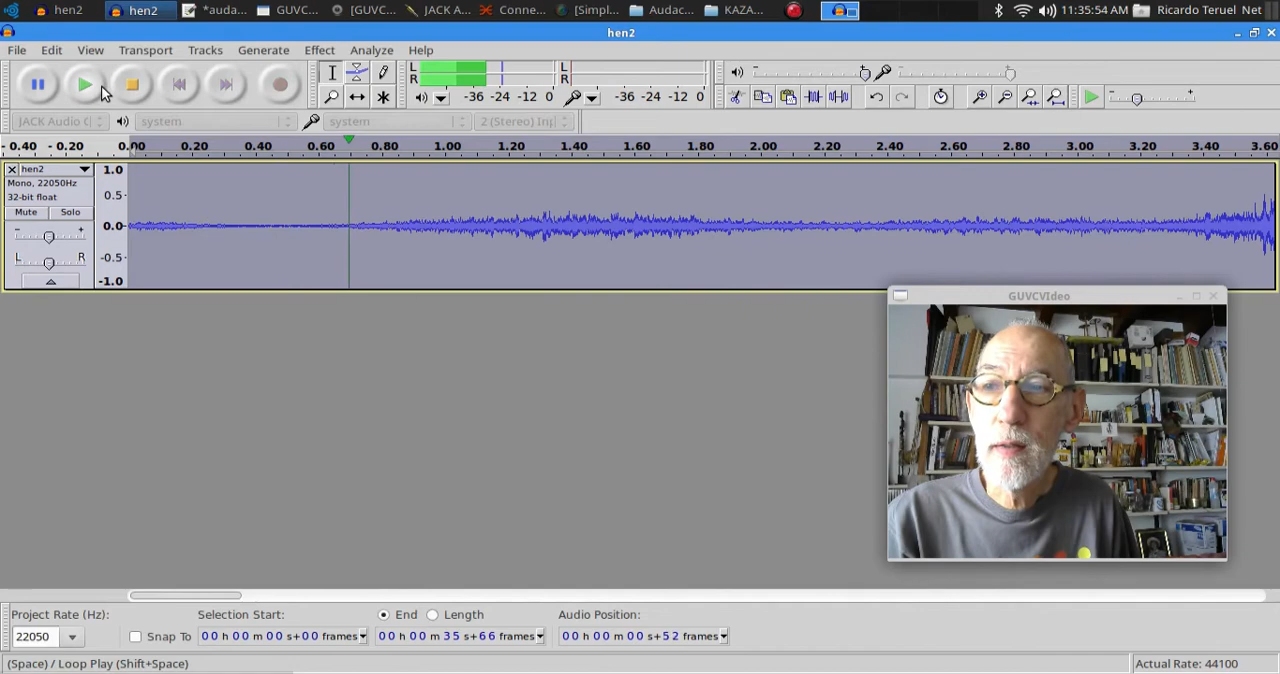 hen2
hen2
*auda...
GUVC...
[GUVC...
JACK A...
Conne...
[Simpl...
Audac...
KAZA...
11:35:54 AM
Ricardo Teruel Net
hen2
File Edit View Transport Tracks Generate Effect Analyze Help
L
R
-36 -24 -12 0
L
R
-36 -24 -12 0
JACK Audio C
system
system
2 (Stereo) Inp
- 0.40 - 0.20 0.00 0.20 0.40 0.60 0.80 1.00 1.20 1.40 1.60 1.80 2.00 2.20 2.40 2.60 2.80 3.00 3.20 3.40 3.60
hen2
Mono, 22050Hz
32-bit float
Mute Solo
- +
L R
1.0
0.5
0.0
-0.5
-1.0
GUVCVIdeo
Project Rate (Hz):
22050
Snap To
Selection Start:
00 h 00 m 00 s+00 frames
End Length
00 h 00 m 35 s+66 frames
Audio Position:
00 h 00 m 00 s+52 frames
(Space) / Loop Play (Shift+Space)
Actual Rate: 44100